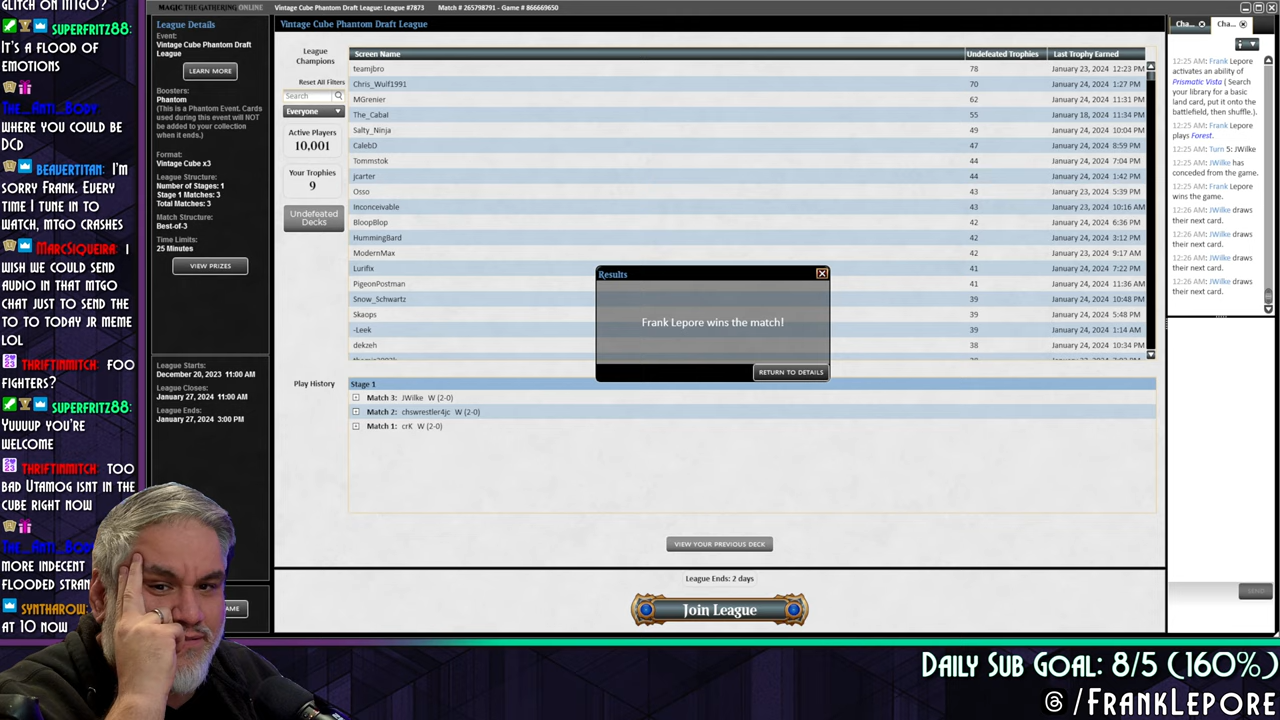 GLITCH ON MTGO?
SUPERFRITZ88:
IT'S A FLOOD OF
EMOTIONS
THE_ANTI_BODY
WHERE YOU COULD BE
DCD
BEAVERTITAN: I'M
SORRY FRANK. EVERY
TIME I TUNE IN TO
WATCH, MTGO CRASHES
MARCSIQUEIRA: I
WISH WE COULD SEND
AUDIO IN THAT MTGO
CHAT JUST TO SEND THE
TO TO TODAY JR MEME
LOL
THRIFTINMITCH: FOO
FIGHTERS?
SUPERFRITZ88:
YUUUUP YOU'RE
WELCOME
THRIFTINMITCH: TOO
BAD UTAMOG ISNT IN THE
CUBE RIGHT NOW
THE_ANTI_BODY
MORE INDECENT
FLOODED STRAN
SYNTHAROW:
AT 10 NOW
MAGIC THE GATHERING ONLINE
Vintage Cube Phantom Draft League: League #7873
Match # 265798791 - Game # 866669650
League Details
Event:
Vintage Cube Phantom Draft
League
LEARN MORE
Boosters:
Phantom
(This is a Phantom Event. Cards
used during this event will NOT
be added to your collection
when it ends.)
Format:
Vintage Cube x3
League Structure:
Number of Stages: 1
Stage 1 Matches: 3
Total Matches: 3
Match Structure:
Best-of-3
Time Limits:
25 Minutes
VIEW PRIZES
League Starts:
December 20, 2023 11:00 AM
League Closes:
January 27, 2024 11:00 AM
League Ends:
January 27, 2024 3:00 PM
AME
Vintage Cube Phantom Draft League
League
Champions
Reset All Filters
Search
Everyone
Active Players
10,001
Your Trophies
9
Undefeated
Decks
Screen Name Undefeated Trophies Last Trophy Earned
teamjbro 78 January 23, 2024 12:23 PM
Chris_Wulf1991 70 January 24, 2024 1:27 PM
MGrenier 62 January 24, 2024 11:31 PM
The_Cabal 55 January 18, 2024 11:34 PM
Salty_Ninja 49 January 24, 2024 10:04 PM
CalebD 47 January 24, 2024 8:59 PM
Tommstok 44 January 24, 2024 7:04 PM
jcarter 44 January 24, 2024 1:42 PM
Osso 43 January 23, 2024 5:39 PM
Inconceivable 43 January 23, 2024 10:16 AM
BloopBlop 42 January 24, 2024 6:36 PM
HummingBard 42 January 24, 2024 3:12 PM
ModernMax 42 January 23, 2024 9:17 AM
Lurifix 41 January 24, 2024 7:22 PM
PigeonPostman 41 January 24, 2024 11:36 AM
Snow_Schwartz 39 January 24, 2024 10:48 PM
Skaops 39 January 24, 2024 5:48 PM
-Leek 39 January 24, 2024 1:14 AM
dekzeh 38 January 24, 2024 10:34 PM
Results
Frank Lepore wins the match!
RETURN TO DETAILS
Play History
Stage 1
Match 3: JWilke W (2-0)
Match 2: chswrestler4jc W (2-0)
Match 1: crK W (2-0)
VIEW YOUR PREVIOUS DECK
League Ends: 2 days
Join League
Cha...
Cha...
12:25 AM: Frank Lepore
activates an ability of
Prismatic Vista ( Search
your library for a basic
land card, put it onto the
battlefield, then shuffle.).
12:25 AM: Frank Lepore
plays Forest.
12:25 AM: Turn 5: JWilke
12:25 AM: JWilke has
conceded from the game.
12:25 AM: Frank Lepore
wins the game.
12:26 AM: JWilke draws
their next card.
12:26 AM: JWilke draws
their next card.
12:26 AM: JWilke draws
their next card.
12:26 AM: JWilke draws
their next card.
SEND
DAILY SUB GOAL: 8/5 (160%)
@/FRANKLEPORE